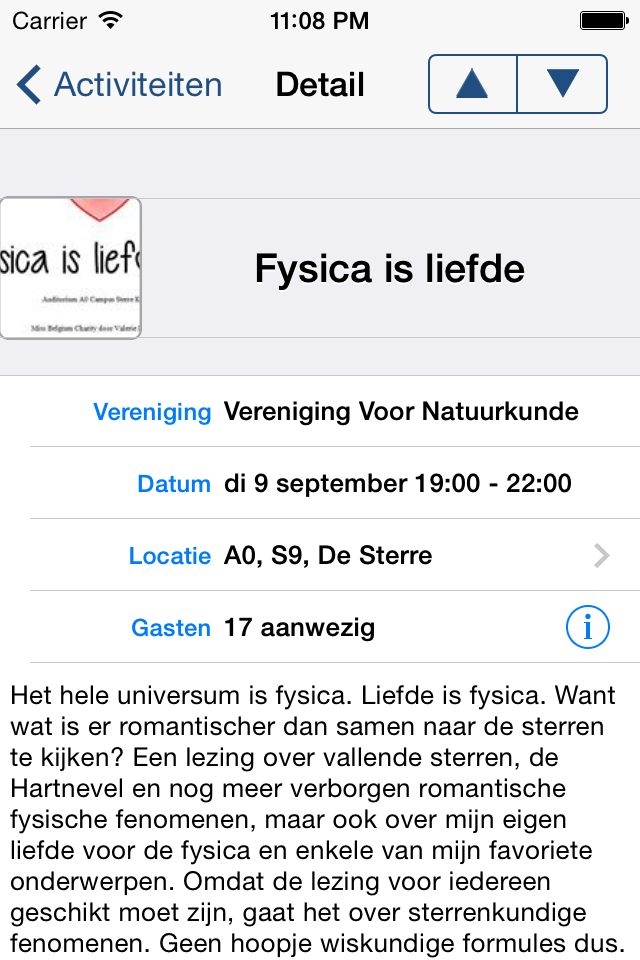 Carrier 11:08 PM
Activiteiten Detail
sica is lief
Auditorium A0 Campus Sterre
Miss Belgium Charity door Valerie
Fysica is liefde
Vereniging Vereniging Voor Natuurkunde
Datum di 9 september 19:00 - 22:00
Locatie A0, S9, De Sterre
Gasten 17 aanwezig i
Het hele universum is fysica. Liefde is fysica. Want
wat is er romantischer dan samen naar de sterren
te kijken? Een lezing over vallende sterren, de
Hartnevel en nog meer verborgen romantische
fysische fenomenen, maar ook over mijn eigen
liefde voor de fysica en enkele van mijn favoriete
onderwerpen. Omdat de lezing voor iedereen
geschikt moet zijn, gaat het over sterrenkundige
fenomenen. Geen hoopje wiskundige formules dus.